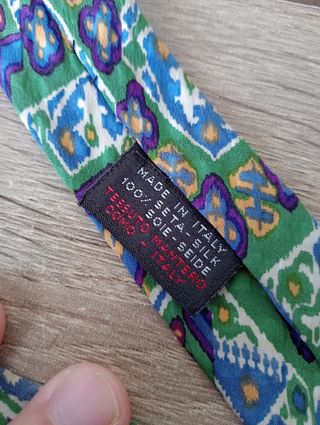 MADE IN ITALY
100% SETA-SILK
SOIE-SEIDE
TESSUTO MANTERO
COMO - ITALY